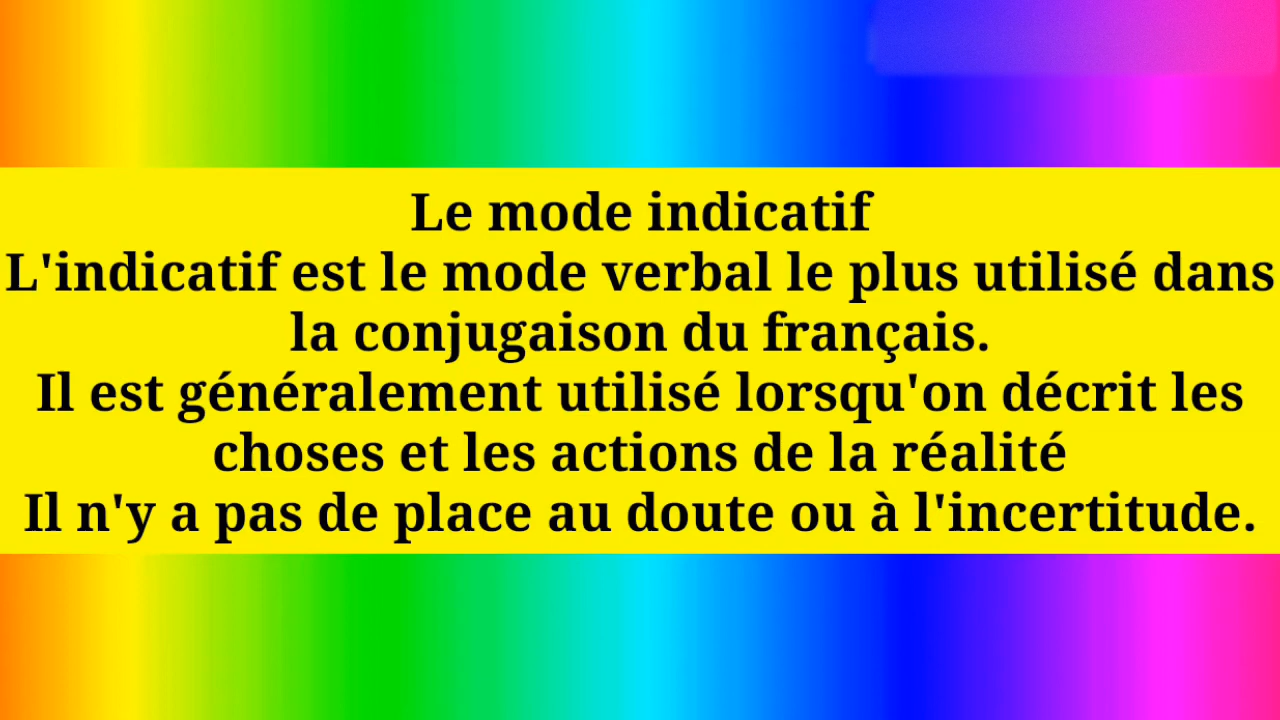 Le mode indicatif
L'indicatif est le mode verbal le plus utilisé dans
la conjugaison du français.
Il est généralement utilisé lorsqu'on décrit les
choses et les actions de la réalité
Il n'y a pas de place au doute ou à l'incertitude.